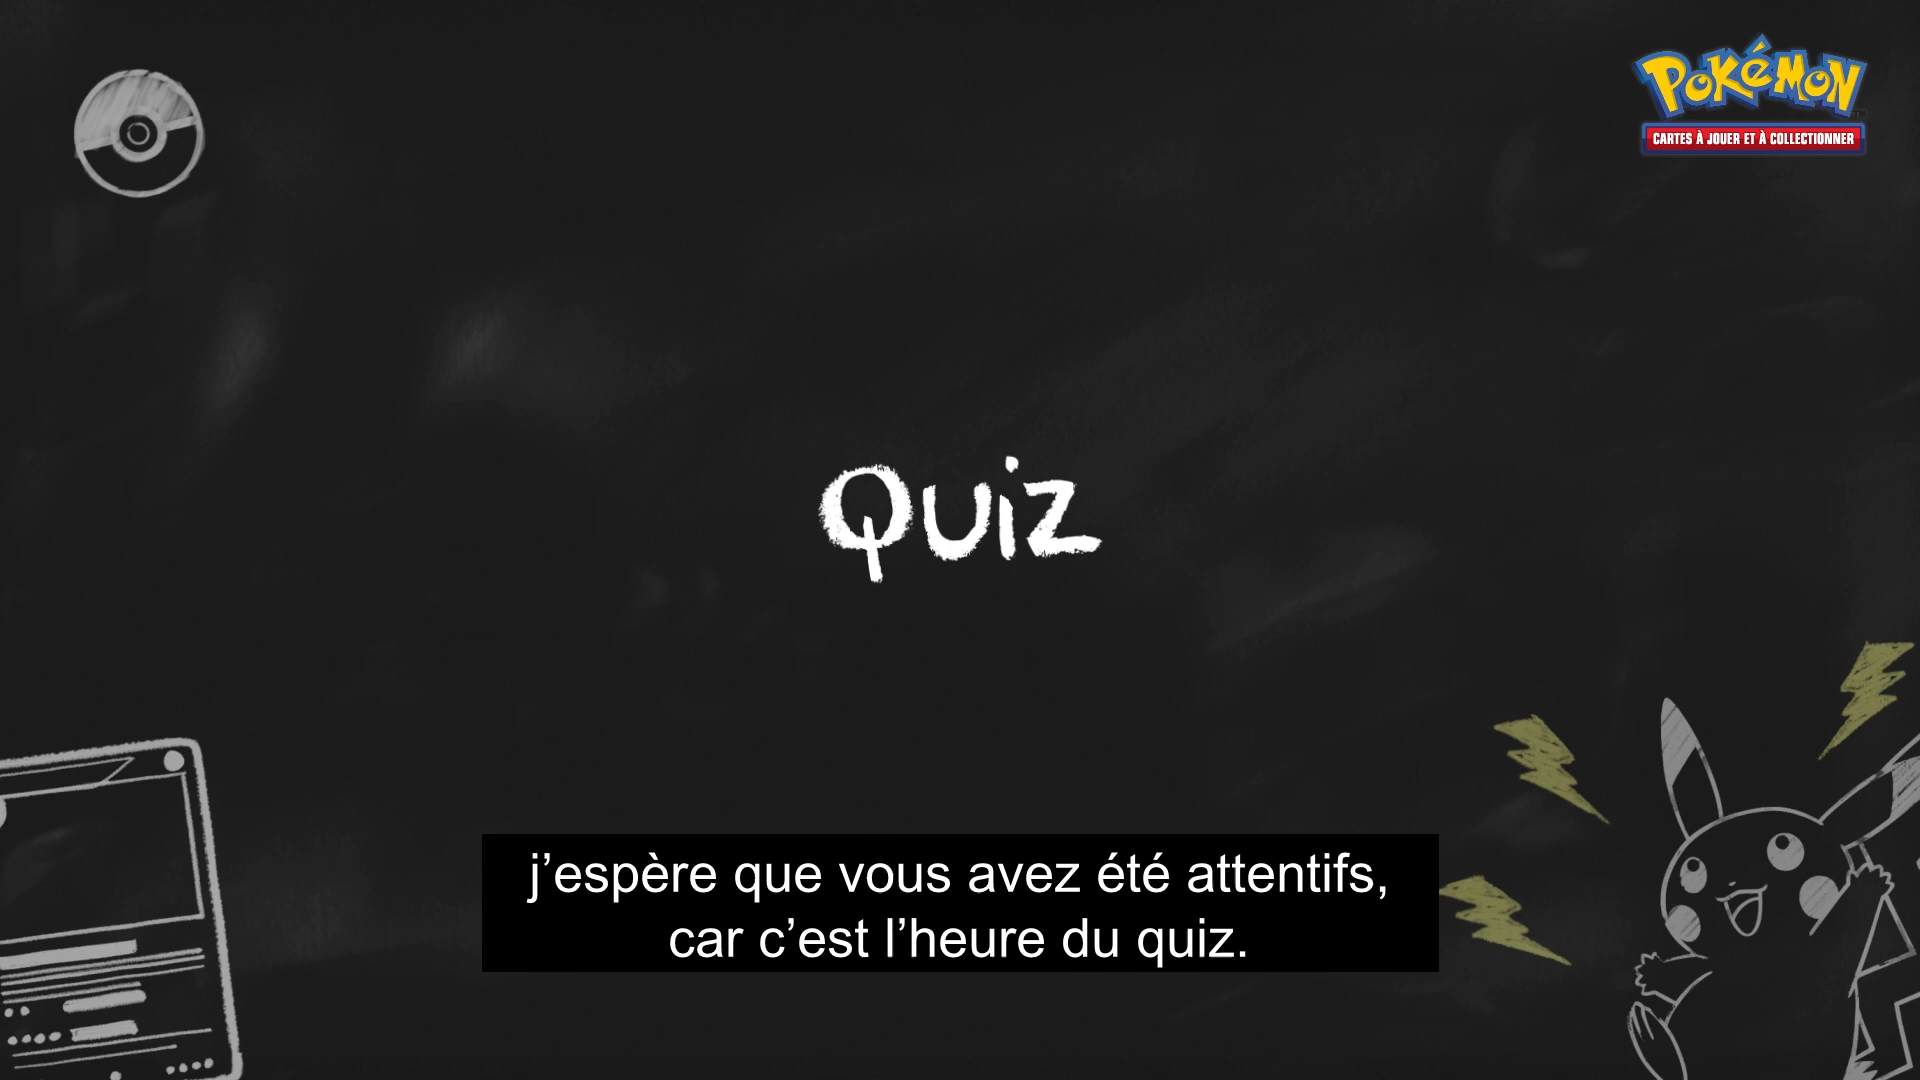 POKéMON
CARTES À JOUER ET À COLLECTIONNER
Quiz
j’espère que vous avez été attentifs,
car c’est l’heure du quiz.